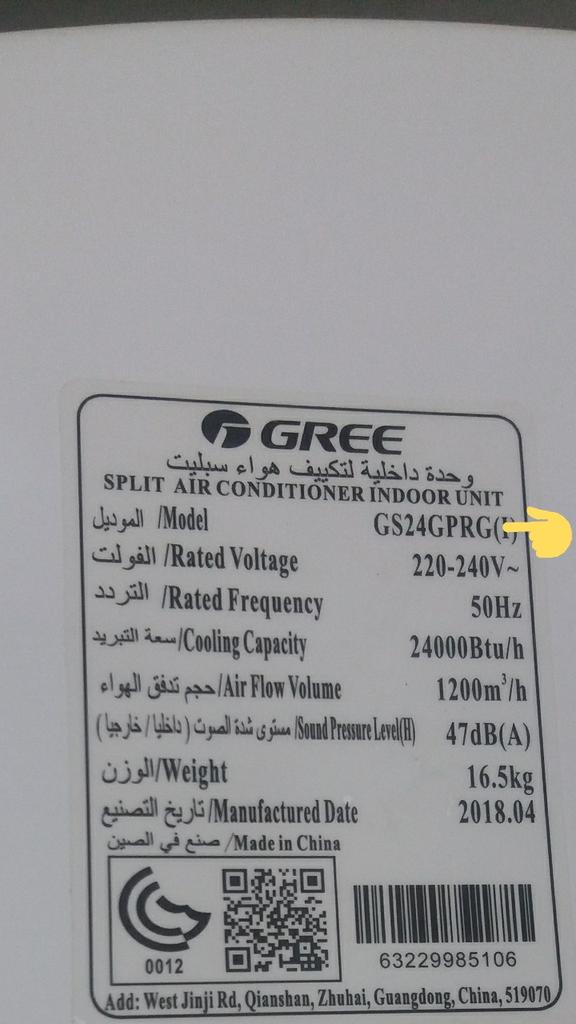 GREE
وحدة داخلية لتكييف هواء سبليت
SPLIT AIR CONDITIONER INDOOR UNIT
الموديل /Model GS24GPRG(I)
الفولت /Rated Voltage 220-240V~
التردد /Rated Frequency 50Hz
سعة التبريد/Cooling Capacity 24000Btu/h
حجم تدفق الهواء/Air Flow Volume 1200m³/h
مستوى شدة الصوت (داخليا/خارجيا)/Sound Pressure Level(H) 47dB(A)
الوزن/Weight 16.5kg
تاريخ التصنيع/Manufactured Date 2018.04
صنع في الصين/Made in China
0012
63229985106
Add: West Jinji Rd, Qianshan, Zhuhai, Guangdong, China, 519070